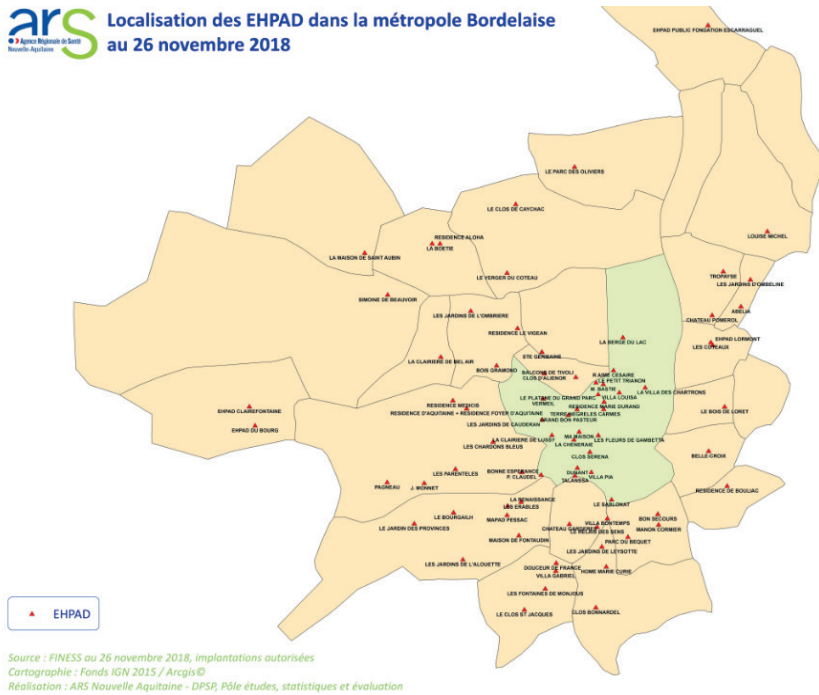 ars
Agence Régionale de Santé
Nouvelle-Aquitaine
Localisation des EHPAD dans la métropole Bordelaise
au 26 novembre 2018
EHPAD PUBLIC FONDATION ESCARRAGUEL
LE PARC DES OLIVIERS
LE CLOS DE CAYCHAC
LOUISE MICHEL
RESIDENCE ALOHA
LA BOETIE
LA MAISON DE SAINT AUBIN
LE VERGER DU COTEAU
TROPAYSE
LES JARDINS D'OMBELINE
SIMONE DE BEAUVOIR
ABELIA
LES JARDINS DE L'OMBRIERE
CHATEAU POMEROL
RESIDENCE LE VIGEAN
LA BERGE DU LAC
EHPAD LORMONT
LES COTEAUX
ETE GERMAINE
LA CLAIRIERE DE BEL AIR
BOIS GRAMOND
BALCONS DE TIVOLI
CLOS D'ALIENOR
R.AIME CESAIRE
LE PETIT TRIANON
M. BASTIE
LA VILLA DES CHARTRONS
LE PLATANE DU GRAND PARC
VILLA LOUISA
VERMEIL
RESIDENCE MEDICIS
RESIDENCE MARIE DURAND
EHPAD CLAIREFONTAINE
RESIDENCE D'AQUITAINE + RESIDENCE FOYER D'AQUITAINE
LES CARMES
LE BOIS DE LORET
GRAND BON PASTEUR
LES JARDINS DE CAUDERAN
EHPAD DU BOURG
MA MAISON
LA CLAIRIERE DE LUSSY
LES FLEURS DE GAMBETTA
LES CHARDONS BLEUS
LA CHENERAIE
CLOS SERENA
BELLE-CROIX
LES PARENTELES
BONNE ESPERANCE
P. CLAUDEL
DUNANT
VILLA PIA
TALANSSA
PAGNEAU
J. MONNET
RESIDENCE DE BOULIAC
LA RENAISSANCE
LES ERABLES
LE SABLONAT
LE BOURGAILH
MAPAD PESSAC
BON SECOURS
LE JARDIN DES PROVINCES
VILLA BONTEMPS
MANON CORMIER
LE RELAIS DES SENS
MAISON DE FONTAUDIN
PARC DU BEQUET
LES JARDINS DE LEYSOTTE
LES JARDINS DE L'ALOUETTE
DOUCEUR DE FRANCE
VILLA GABRIEL
HOME MARIE CURIE
LES FONTAINES DE MONJOUS
LE CLOS ST JACQUES
CLOS BONNARDEL
EHPAD
Source : FINESS au 26 novembre 2018, implantations autorisées
Cartographie : Fonds IGN 2015 / Arcgis©
Réalisation : ARS Nouvelle Aquitaine - DPSP, Pôle études, statistiques et évaluation